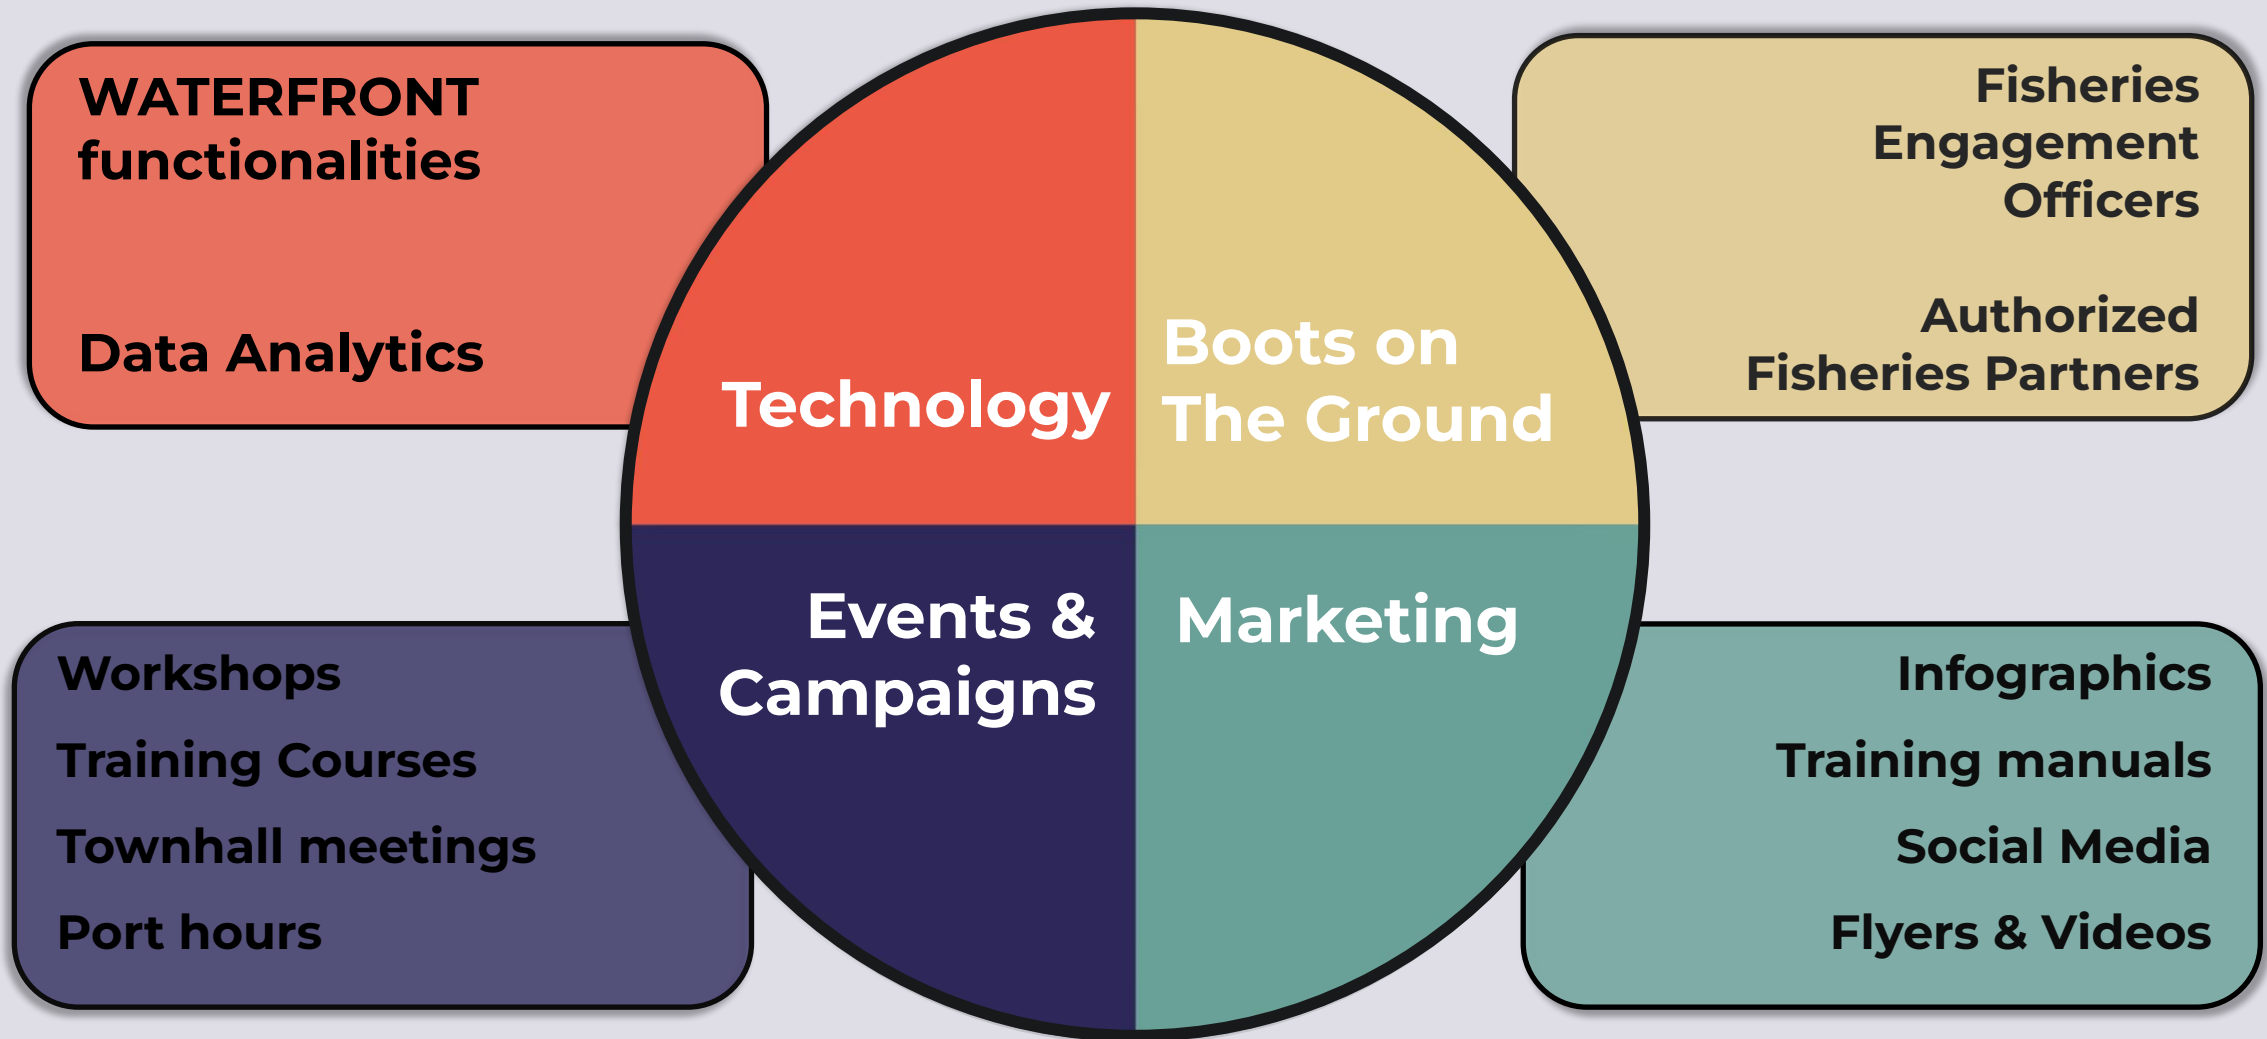 WATERFRONT
functionalities
Data Analytics
Technology
Boots on
The Ground
Fisheries
Engagement
Officers
Authorized
Fisheries Partners
Events &
Campaigns
Workshops
Training Courses
Townhall meetings
Port hours
Marketing
Infographics
Training manuals
Social Media
Flyers & Videos